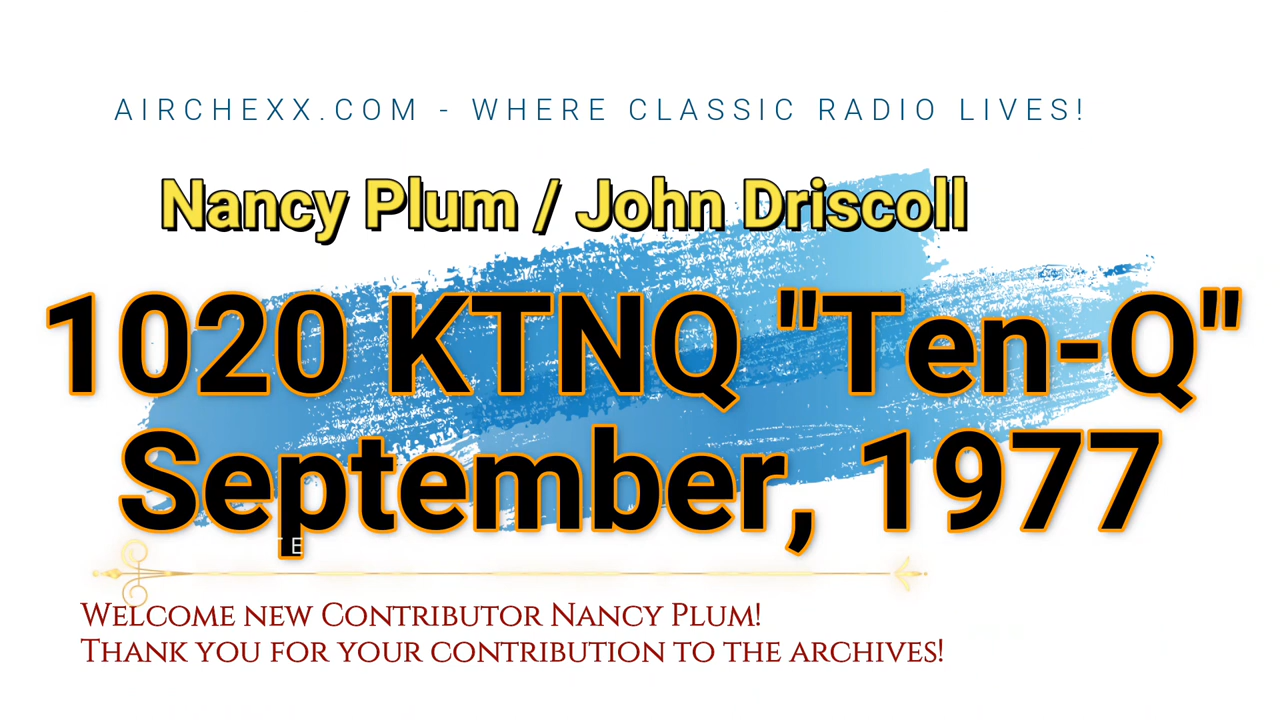 AIRCHEXX.COM - WHERE CLASSIC RADIO LIVES!
Nancy Plum / John Driscoll
1020 KTNQ "Ten-Q"
September, 1977
Welcome new Contributor Nancy Plum!
Thank you for your contribution to the archives!